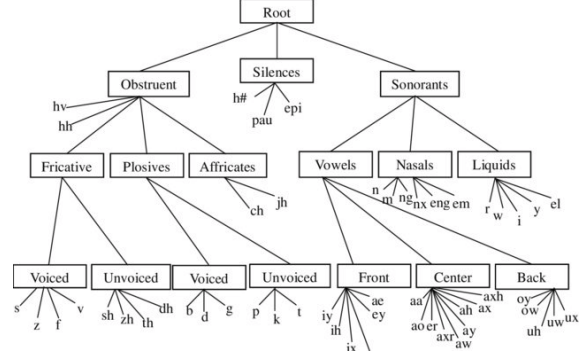 Root
Obstruent
Silences
Sonorants
hv
hh
h#
pau
epi
Fricative
Plosives
Affricates
Vowels
Nasals
Liquids
ch
jh
n
m
ng
nx
eng
em
r
w
i
y
el
Voiced
Unvoiced
Voiced
Unvoiced
Front
Center
Back
s
z
f
v
sh
zh
th
dh
b
d
g
p
k
t
iy
ih
ix
ey
ae
aa
ao
er
axr
aw
ay
ah
ax
axh
oy
ow
uh
uw
ux